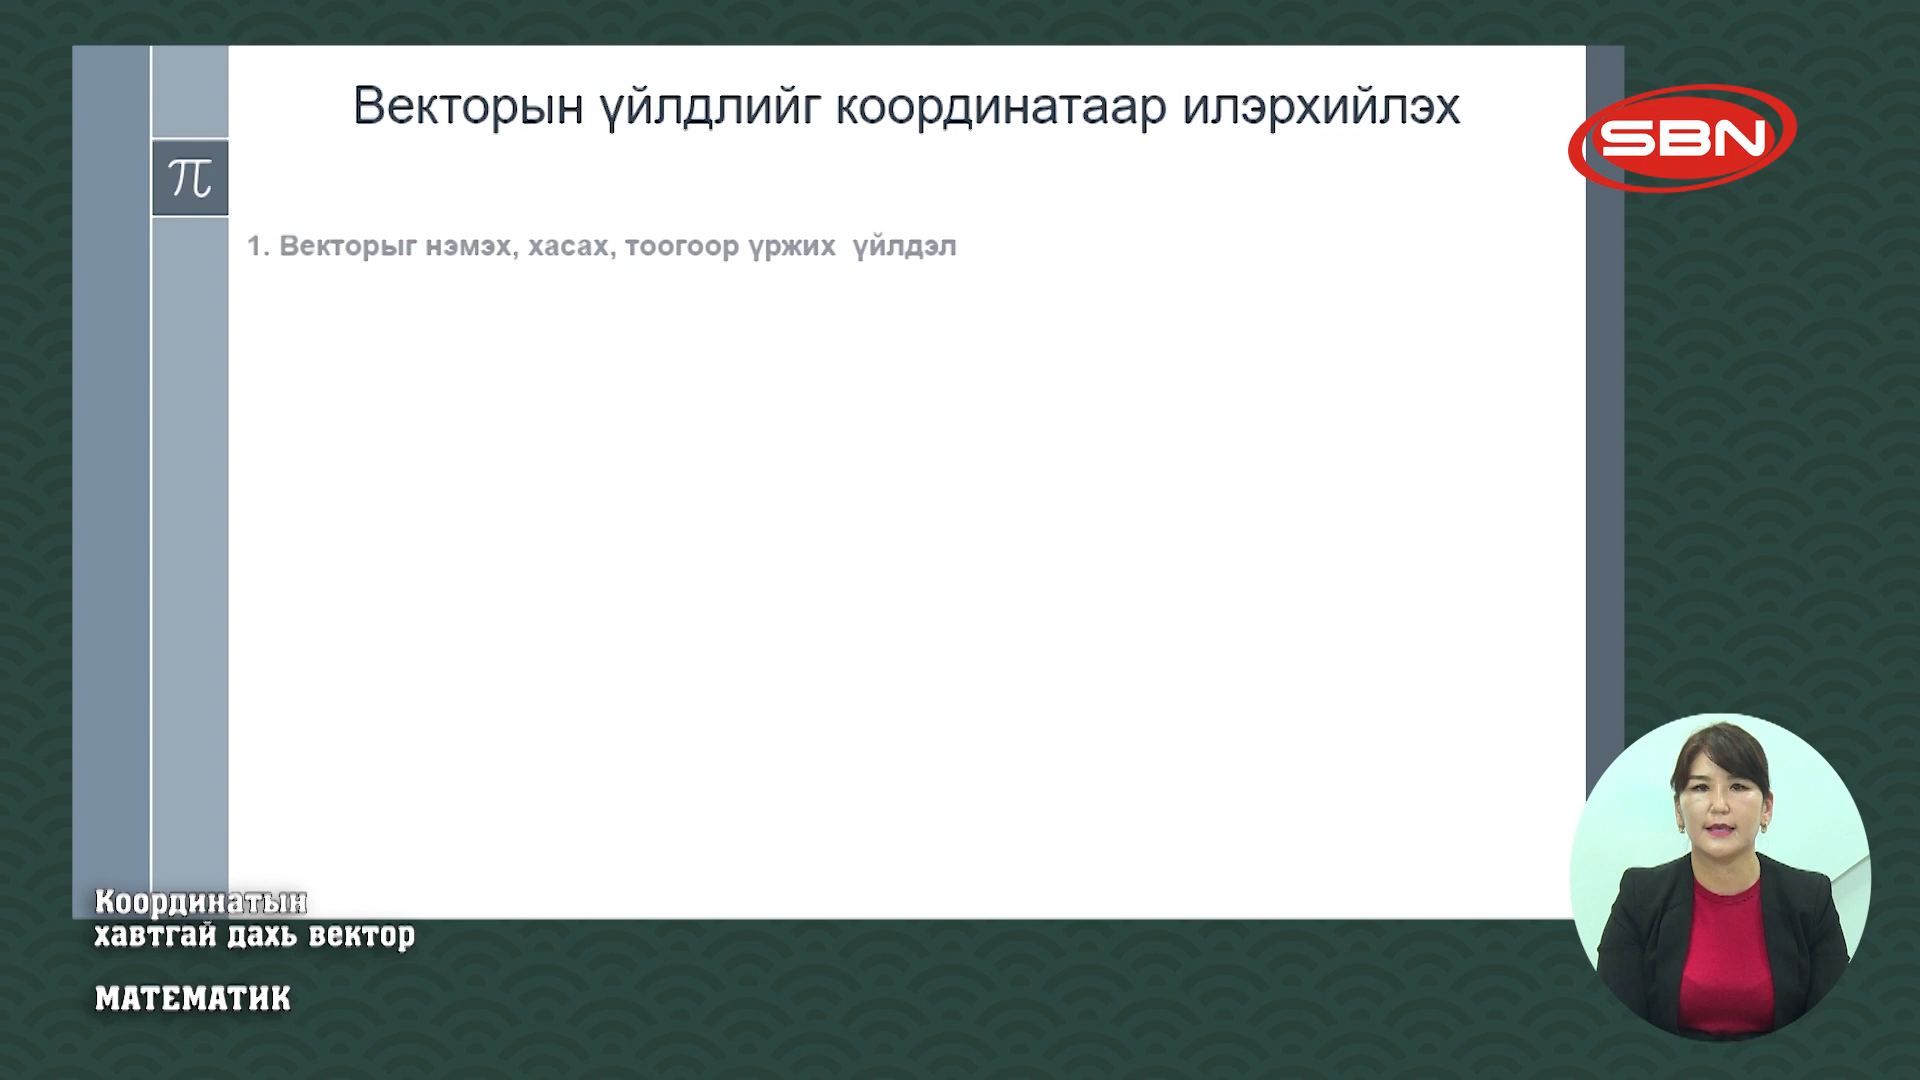 Векторын үйлдлийг координатаар илэрхийлэх
SBN
π
1. Векторыг нэмэх, хасах, тоогоор үржих үйлдэл
Координатын
хавтгай дахь вектор
МАТЕМАТИК